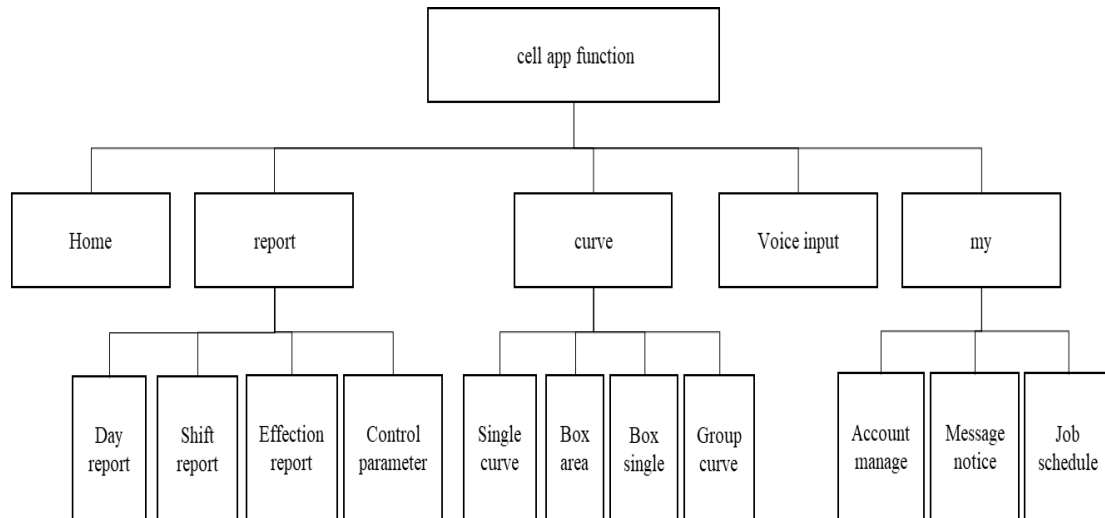 cell app function
Home
report
curve
Voice input
my
Day
report
Shift
report
Effection
report
Control
parameter
Single
curve
Box
area
Box
single
Group
curve
Account
manage
Message
notice
Job
schedule